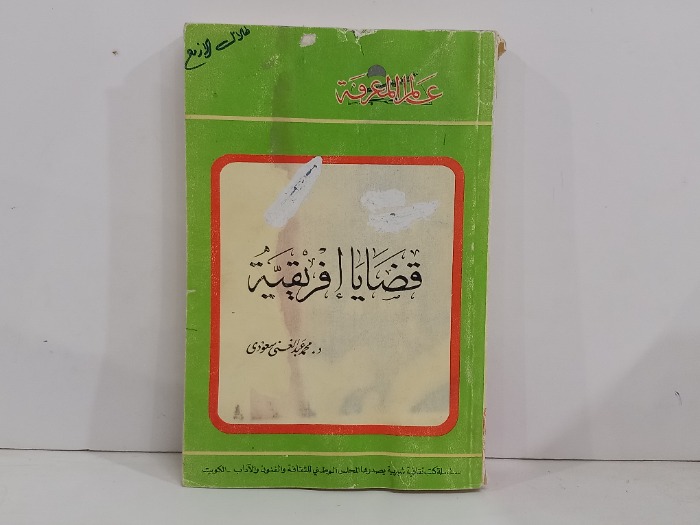 عالم المعرفة
قضايا إفريقية
د. محمد عبد الغني سعودي
سلسلة كتب ثقافية شهرية يصدرها المجلس الوطني للثقافة والفنون والآداب - الكويت